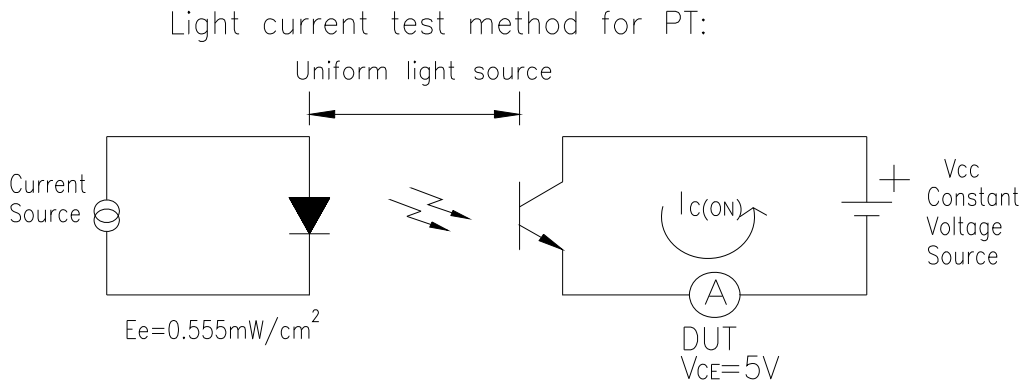 Light current test method for PT:
Uniform light source
Current
Source
IC(ON)
+
Vcc
Constant
Voltage
Source
A
Ee=0.555mW/cm²
DUT
VCE=5V